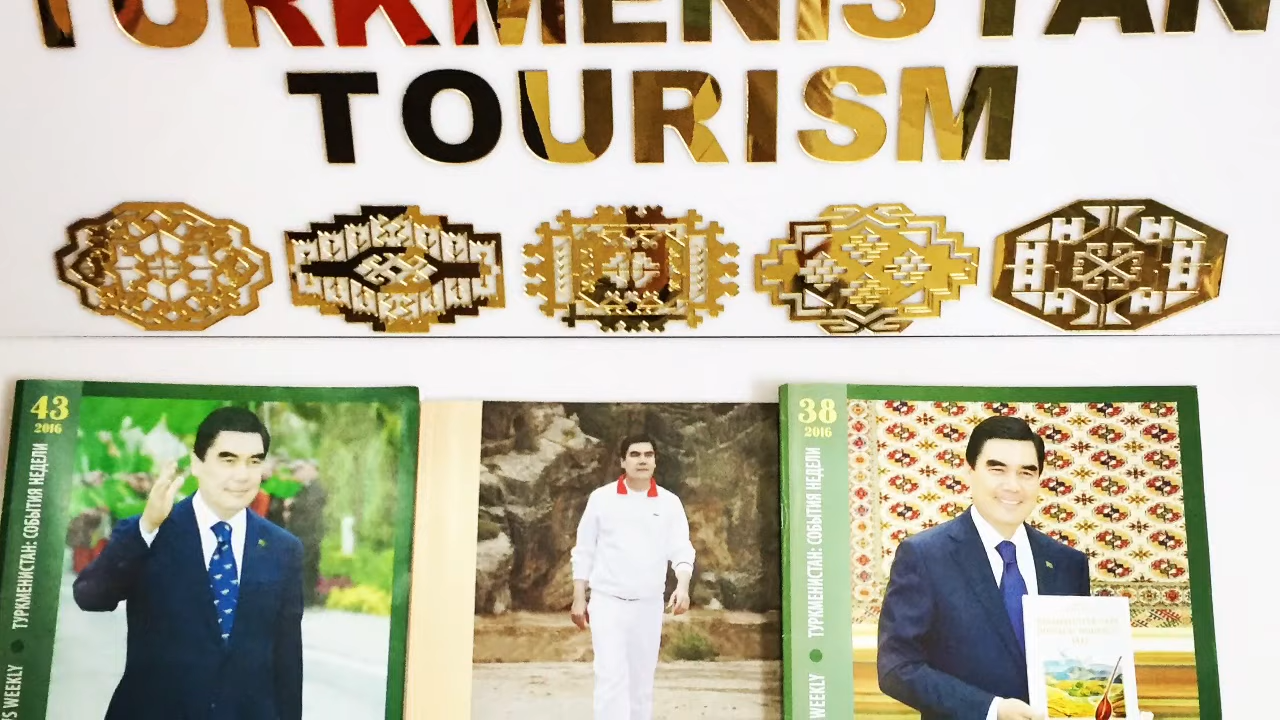 TURKMENISTAN
TOURISM
43
2016
ТУРКМЕНИСТАН: СОБЫТИЯ НЕДЕЛИ
WEEKLY
38
2016
ТУРКМЕНИСТАН: СОБЫТИЯ НЕДЕЛИ
WEEKLY